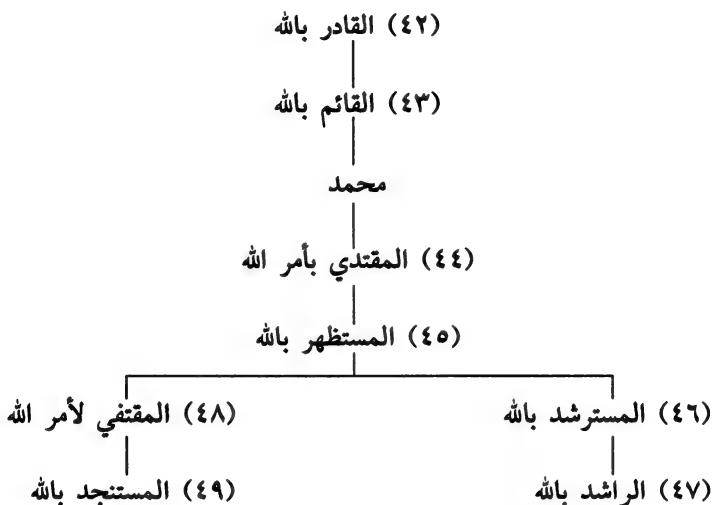 (٤٢) القادر بالله
(٤٣) القائم بالله
محمد
(٤٤) المقتدي بأمر الله
(٤٥) المستظهر بالله
(٤٦) المسترشد بالله
(٤٨) المقتفي لأمر الله
(٤٧) الراشد بالله
(٤٩) المستنجد بالله